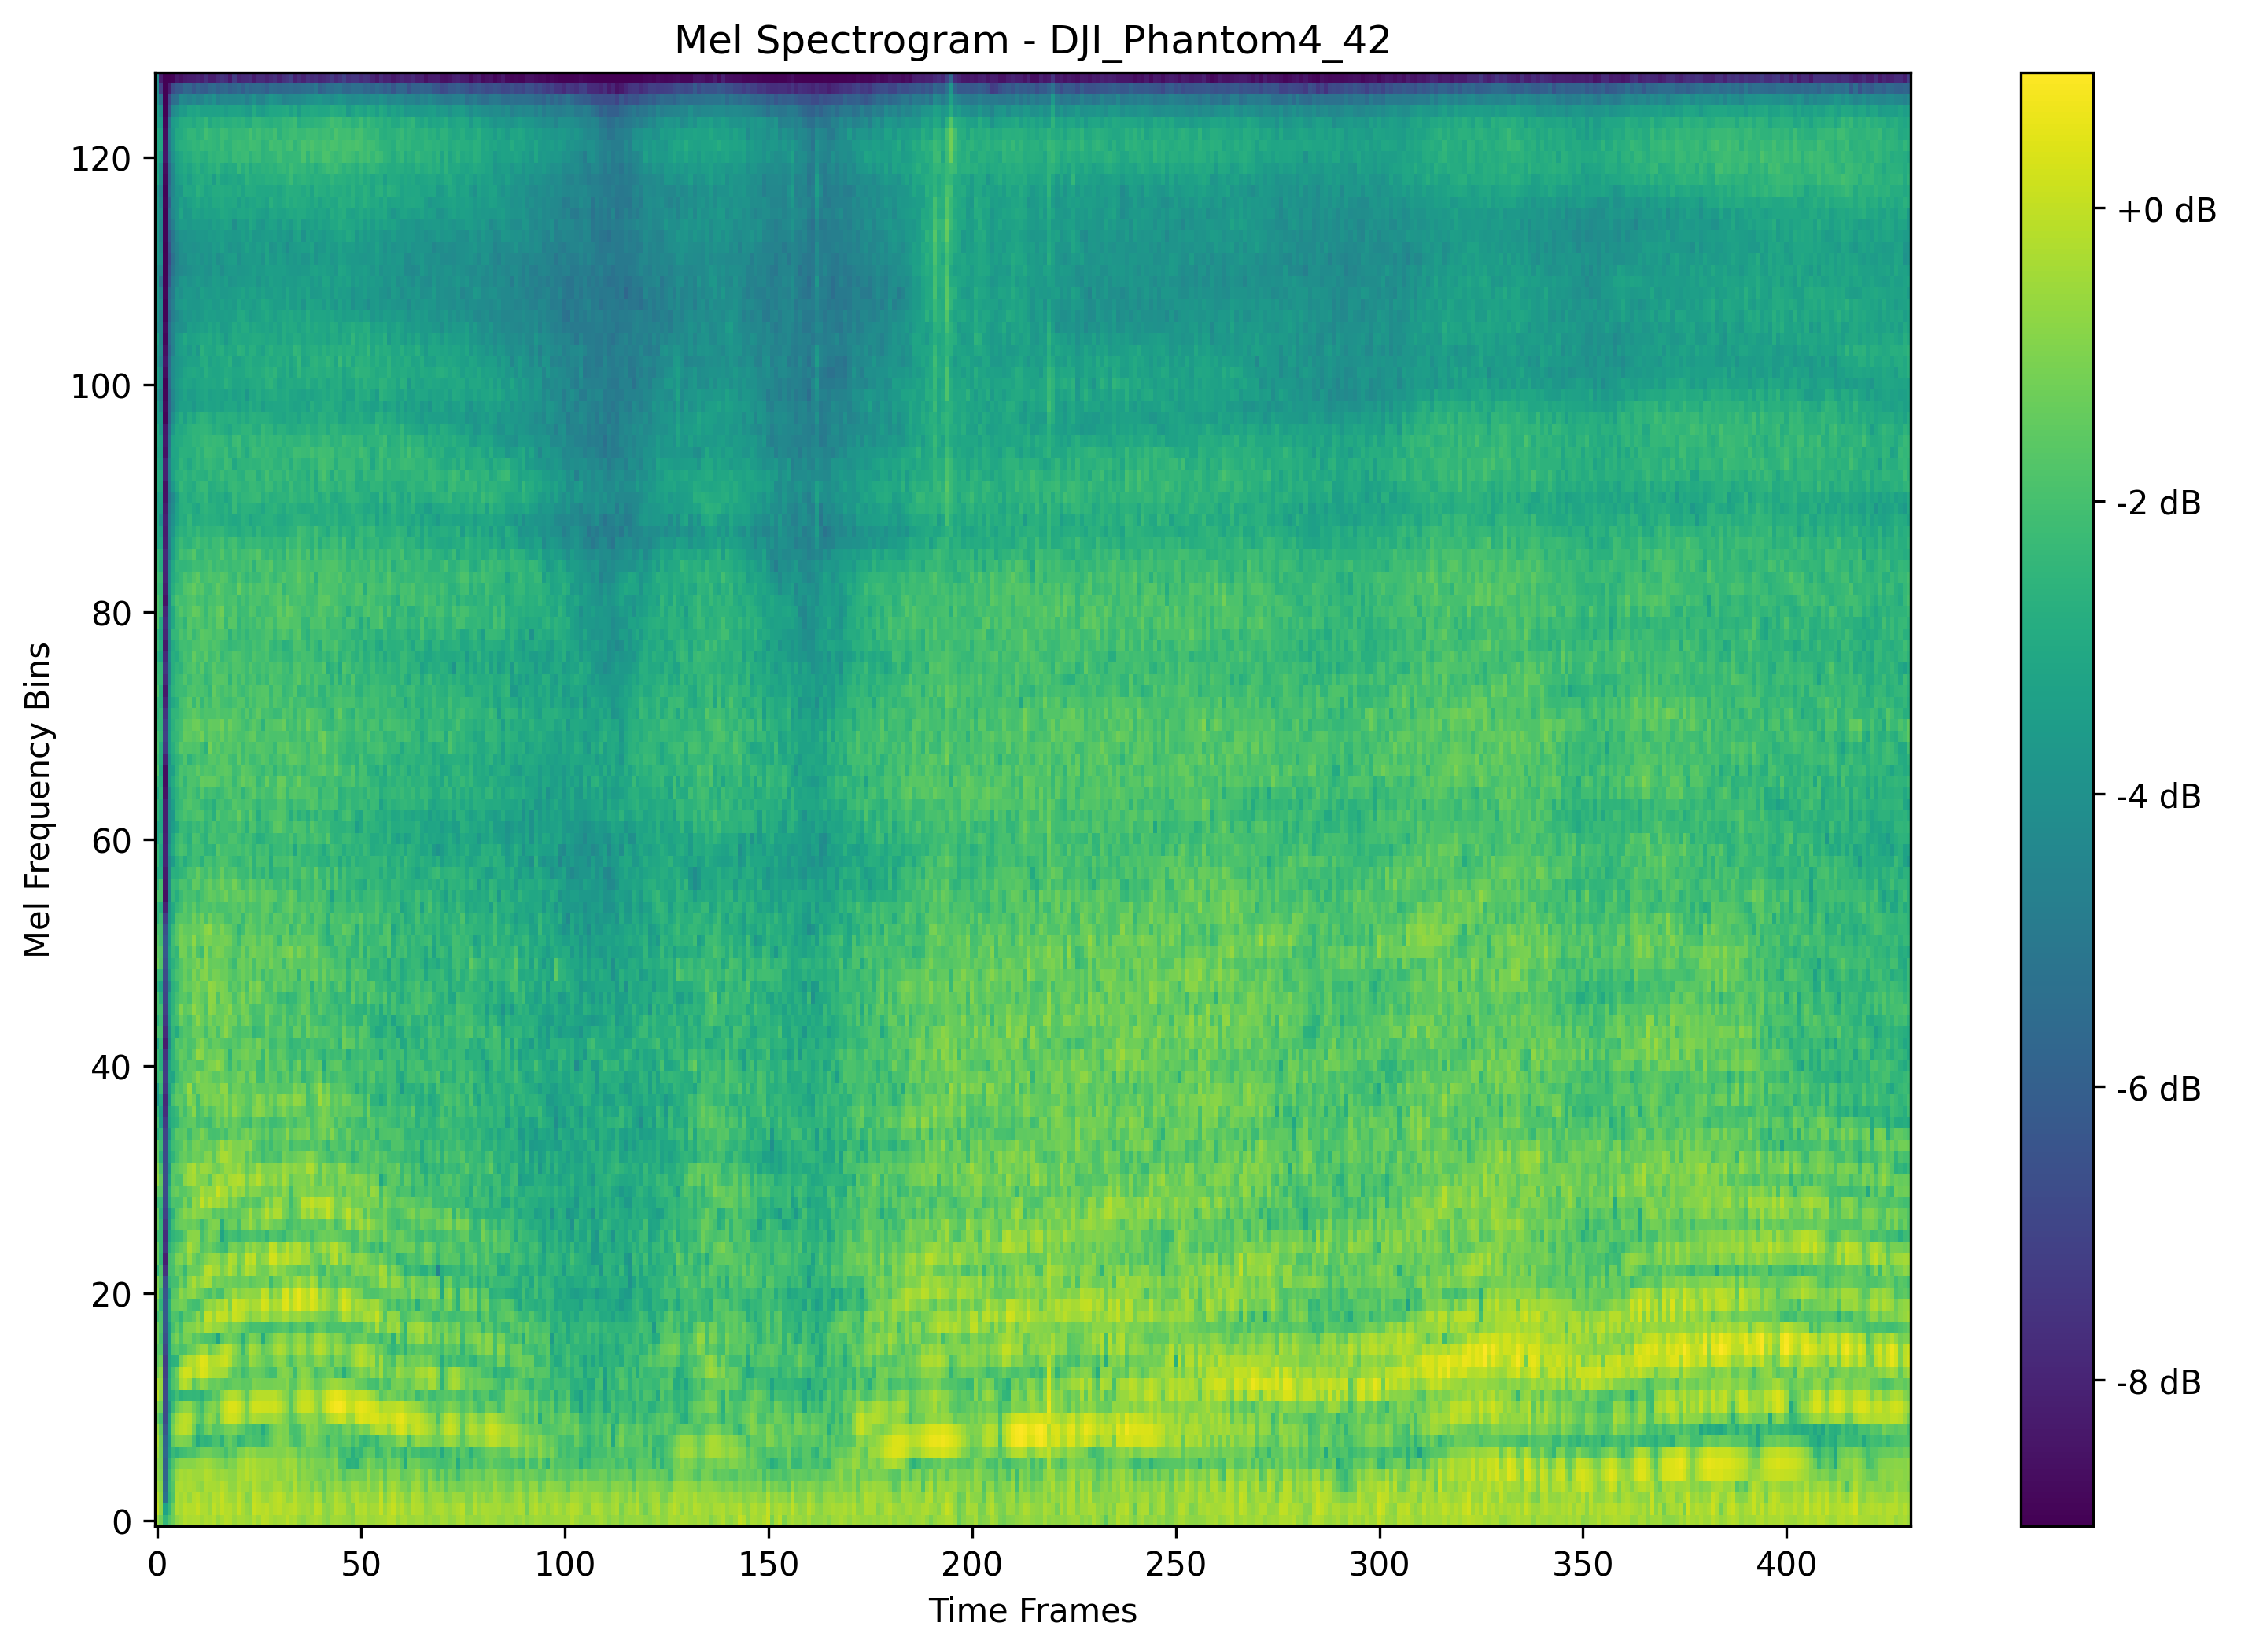 Mel Spectrogram - DJI_Phantom4_42
Mel Frequency Bins
120
100
80
60
40
20
0
0 50 100 150 200 250 300 350 400
Time Frames
+0 dB
-2 dB
-4 dB
-6 dB
-8 dB